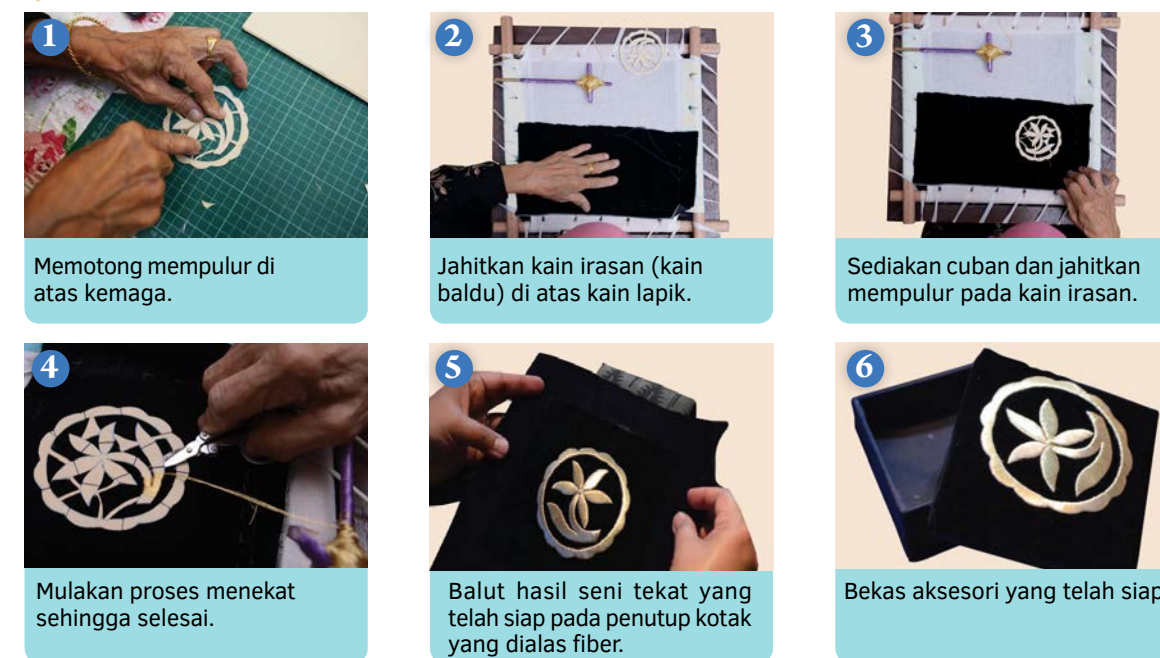 1
Memotong mempulur di
atas kemaga.
2
Jahitkan kain irasan (kain
baldu) di atas kain lapik.
3
Sediakan cuban dan jahitkan
mempulur pada kain irasan.
4
Mulakan proses menekat
sehingga selesai.
5
Balut hasil seni tekat yang
telah siap pada penutup kotak
yang dialas fiber.
6
Bekas aksesori yang telah siap